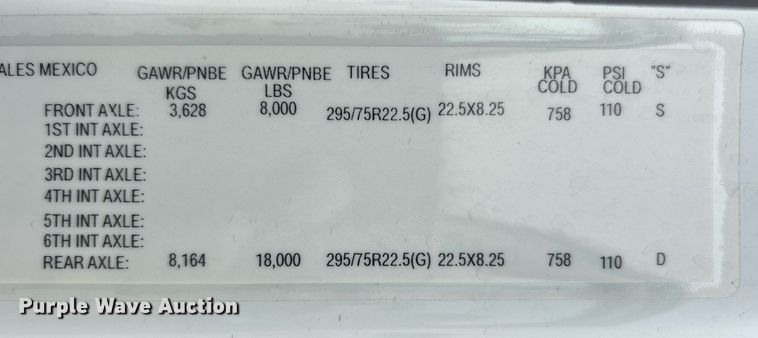 ALES MEXICO GAWR/PNBE KGS GAWR/PNBE LBS TIRES RIMS KPA COLD PSI COLD "S"
FRONT AXLE: 3,628 8,000 295/75R22.5(G) 22.5X8.25 758 110 S
1ST INT AXLE:
2ND INT AXLE:
3RD INT AXLE:
4TH INT AXLE:
5TH INT AXLE:
6TH INT AXLE:
REAR AXLE: 8,164 18,000 295/75R22.5(G) 22.5X8.25 758 110 D
Purple Wave Auction